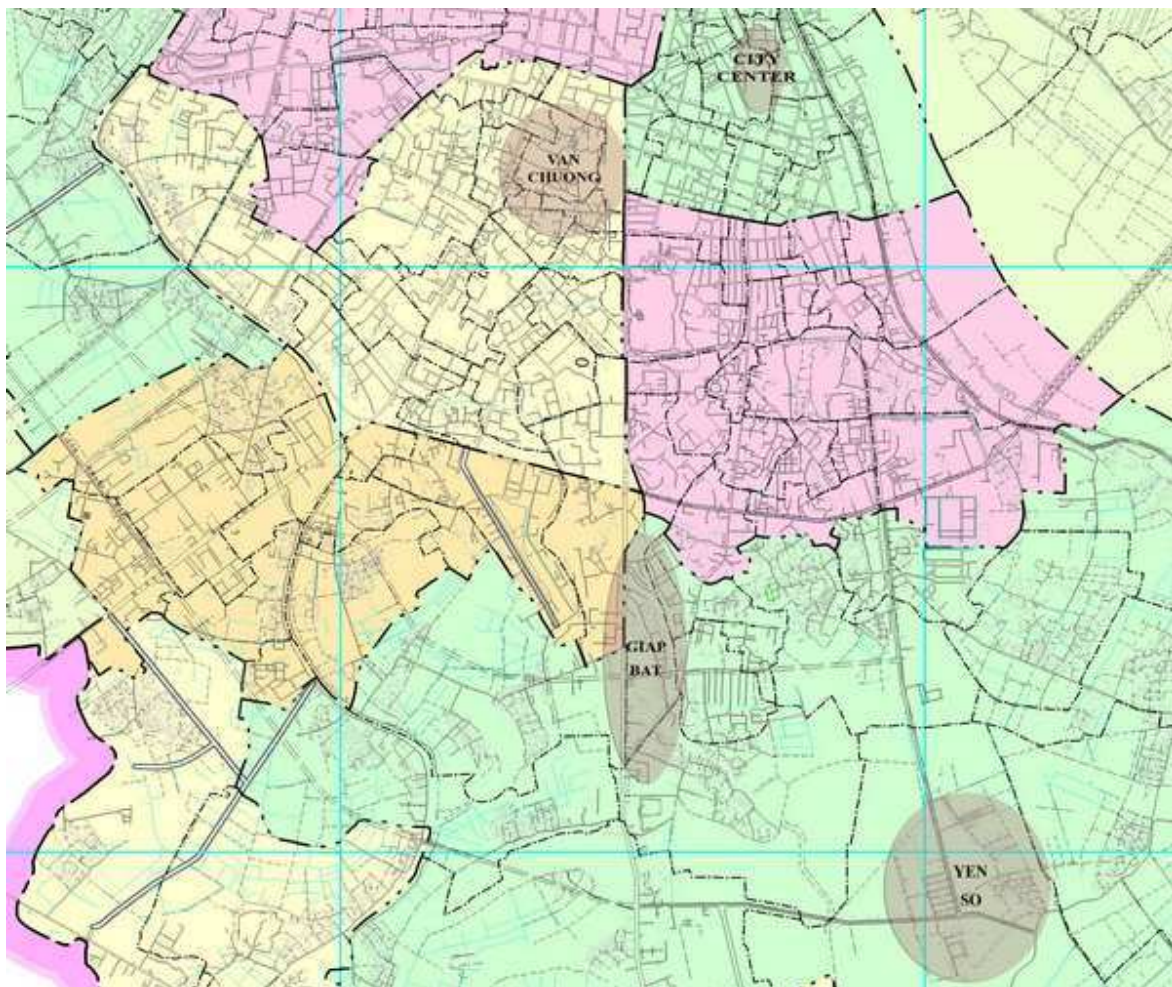 CITY
CENTER
VAN
CHUONG
GIAP
BAT
YEN
SO